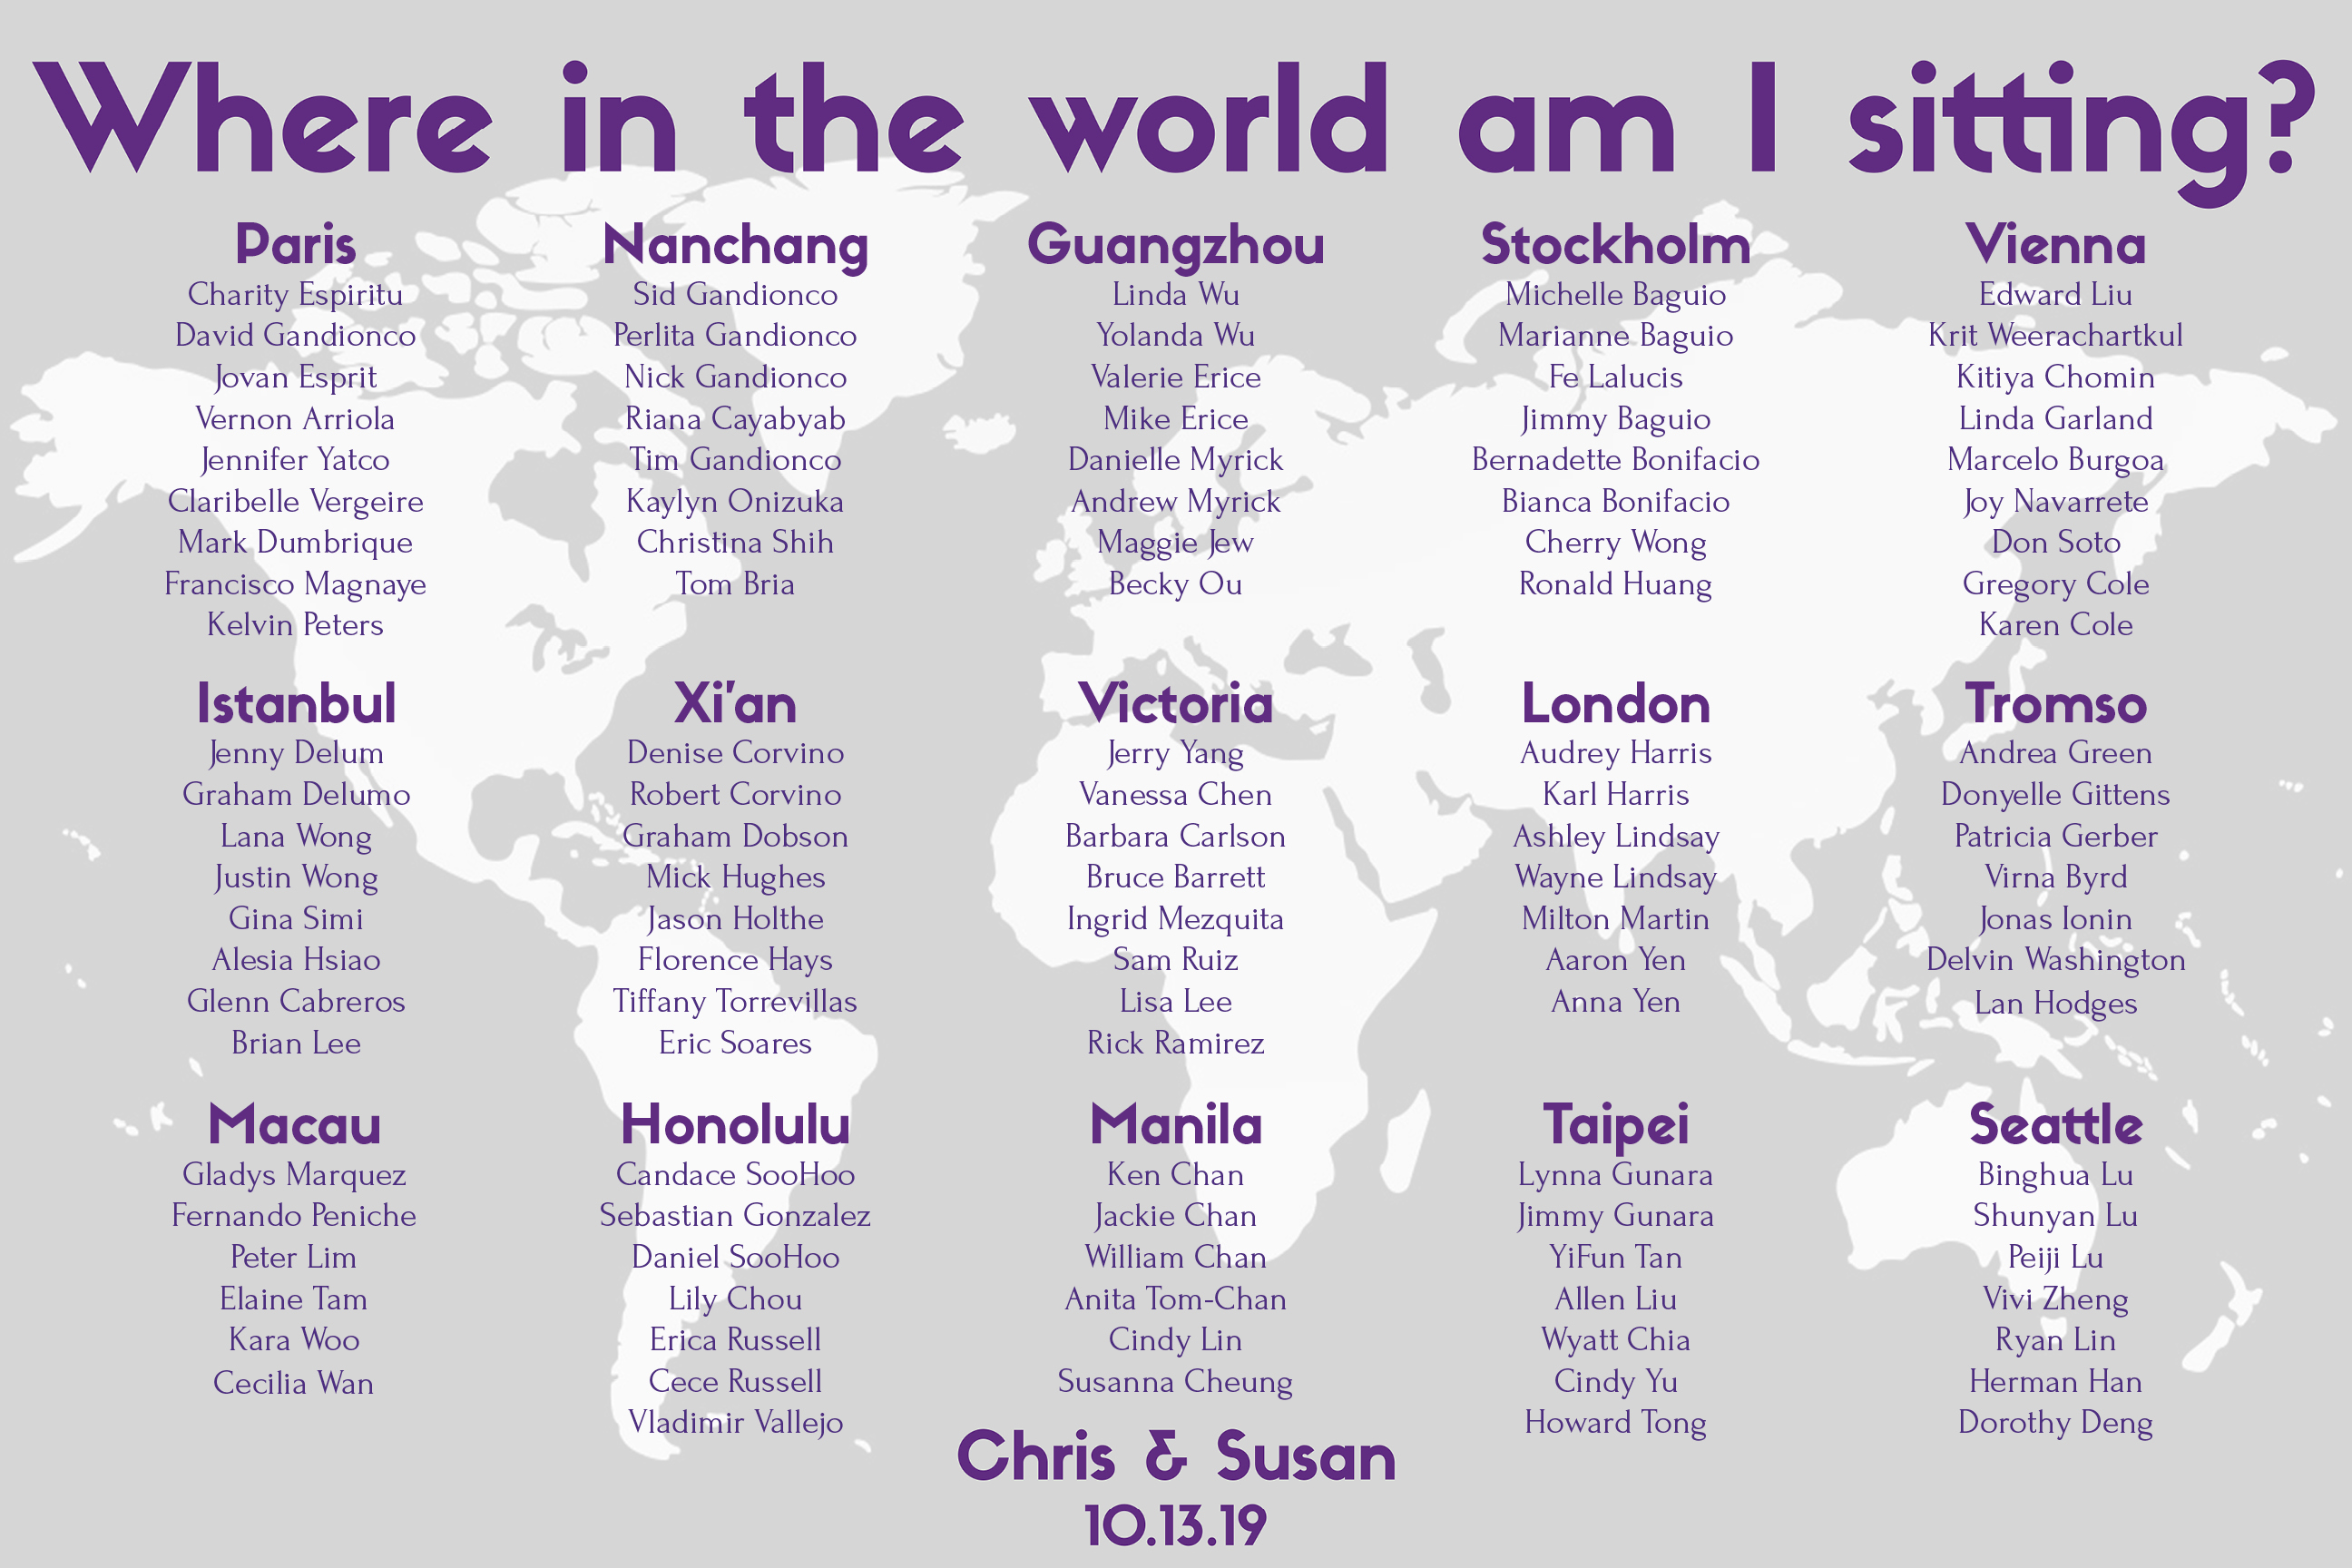 Where in the world am I sitting?
Paris
Charity Espiritu
David Gandionco
Jovan Esprit
Vernon Arriola
Jennifer Yatco
Claribelle Vergeire
Mark Dumbrique
Francisco Magnaye
Kelvin Peters
Nanchang
Sid Gandionco
Perlita Gandionco
Nick Gandionco
Riana Cayabyab
Tim Gandionco
Kaylyn Onizuka
Christina Shih
Tom Bria
Guangzhou
Linda Wu
Yolanda Wu
Valerie Erice
Mike Erice
Danielle Myrick
Andrew Myrick
Maggie Jew
Becky Ou
Stockholm
Michelle Baguio
Marianne Baguio
Fe Lalucis
Jimmy Baguio
Bernadette Bonifacio
Bianca Bonifacio
Cherry Wong
Ronald Huang
Vienna
Edward Liu
Krit Weerachartkul
Kitiya Chomin
Linda Garland
Marcelo Burgoa
Joy Navarrete
Don Soto
Gregory Cole
Karen Cole
Istanbul
Jenny Delum
Graham Delumo
Lana Wong
Justin Wong
Gina Simi
Alesia Hsiao
Glenn Cabreros
Brian Lee
Xi'an
Denise Corvino
Robert Corvino
Graham Dobson
Mick Hughes
Jason Holthe
Florence Hays
Tiffany Torrevillas
Eric Soares
Victoria
Jerry Yang
Vanessa Chen
Barbara Carlson
Bruce Barrett
Ingrid Mezquita
Sam Ruiz
Lisa Lee
Rick Ramirez
London
Audrey Harris
Karl Harris
Ashley Lindsay
Wayne Lindsay
Milton Martin
Aaron Yen
Anna Yen
Tromso
Andrea Green
Donyelle Gittens
Patricia Gerber
Virna Byrd
Jonas Ionin
Delvin Washington
Lan Hodges
Macau
Gladys Marquez
Fernando Peniche
Peter Lim
Elaine Tam
Kara Woo
Cecilia Wan
Honolulu
Candace SooHoo
Sebastian Gonzalez
Daniel SooHoo
Lily Chou
Erica Russell
Cece Russell
Vladimir Vallejo
Manila
Ken Chan
Jackie Chan
William Chan
Anita Tom-Chan
Cindy Lin
Susanna Cheung
Taipei
Lynna Gunara
Jimmy Gunara
YiFun Tan
Allen Liu
Wyatt Chia
Cindy Yu
Howard Tong
Seattle
Binghua Lu
Shunyan Lu
Peiji Lu
Vivi Zheng
Ryan Lin
Herman Han
Dorothy Deng
Chris & Susan
10.13.19